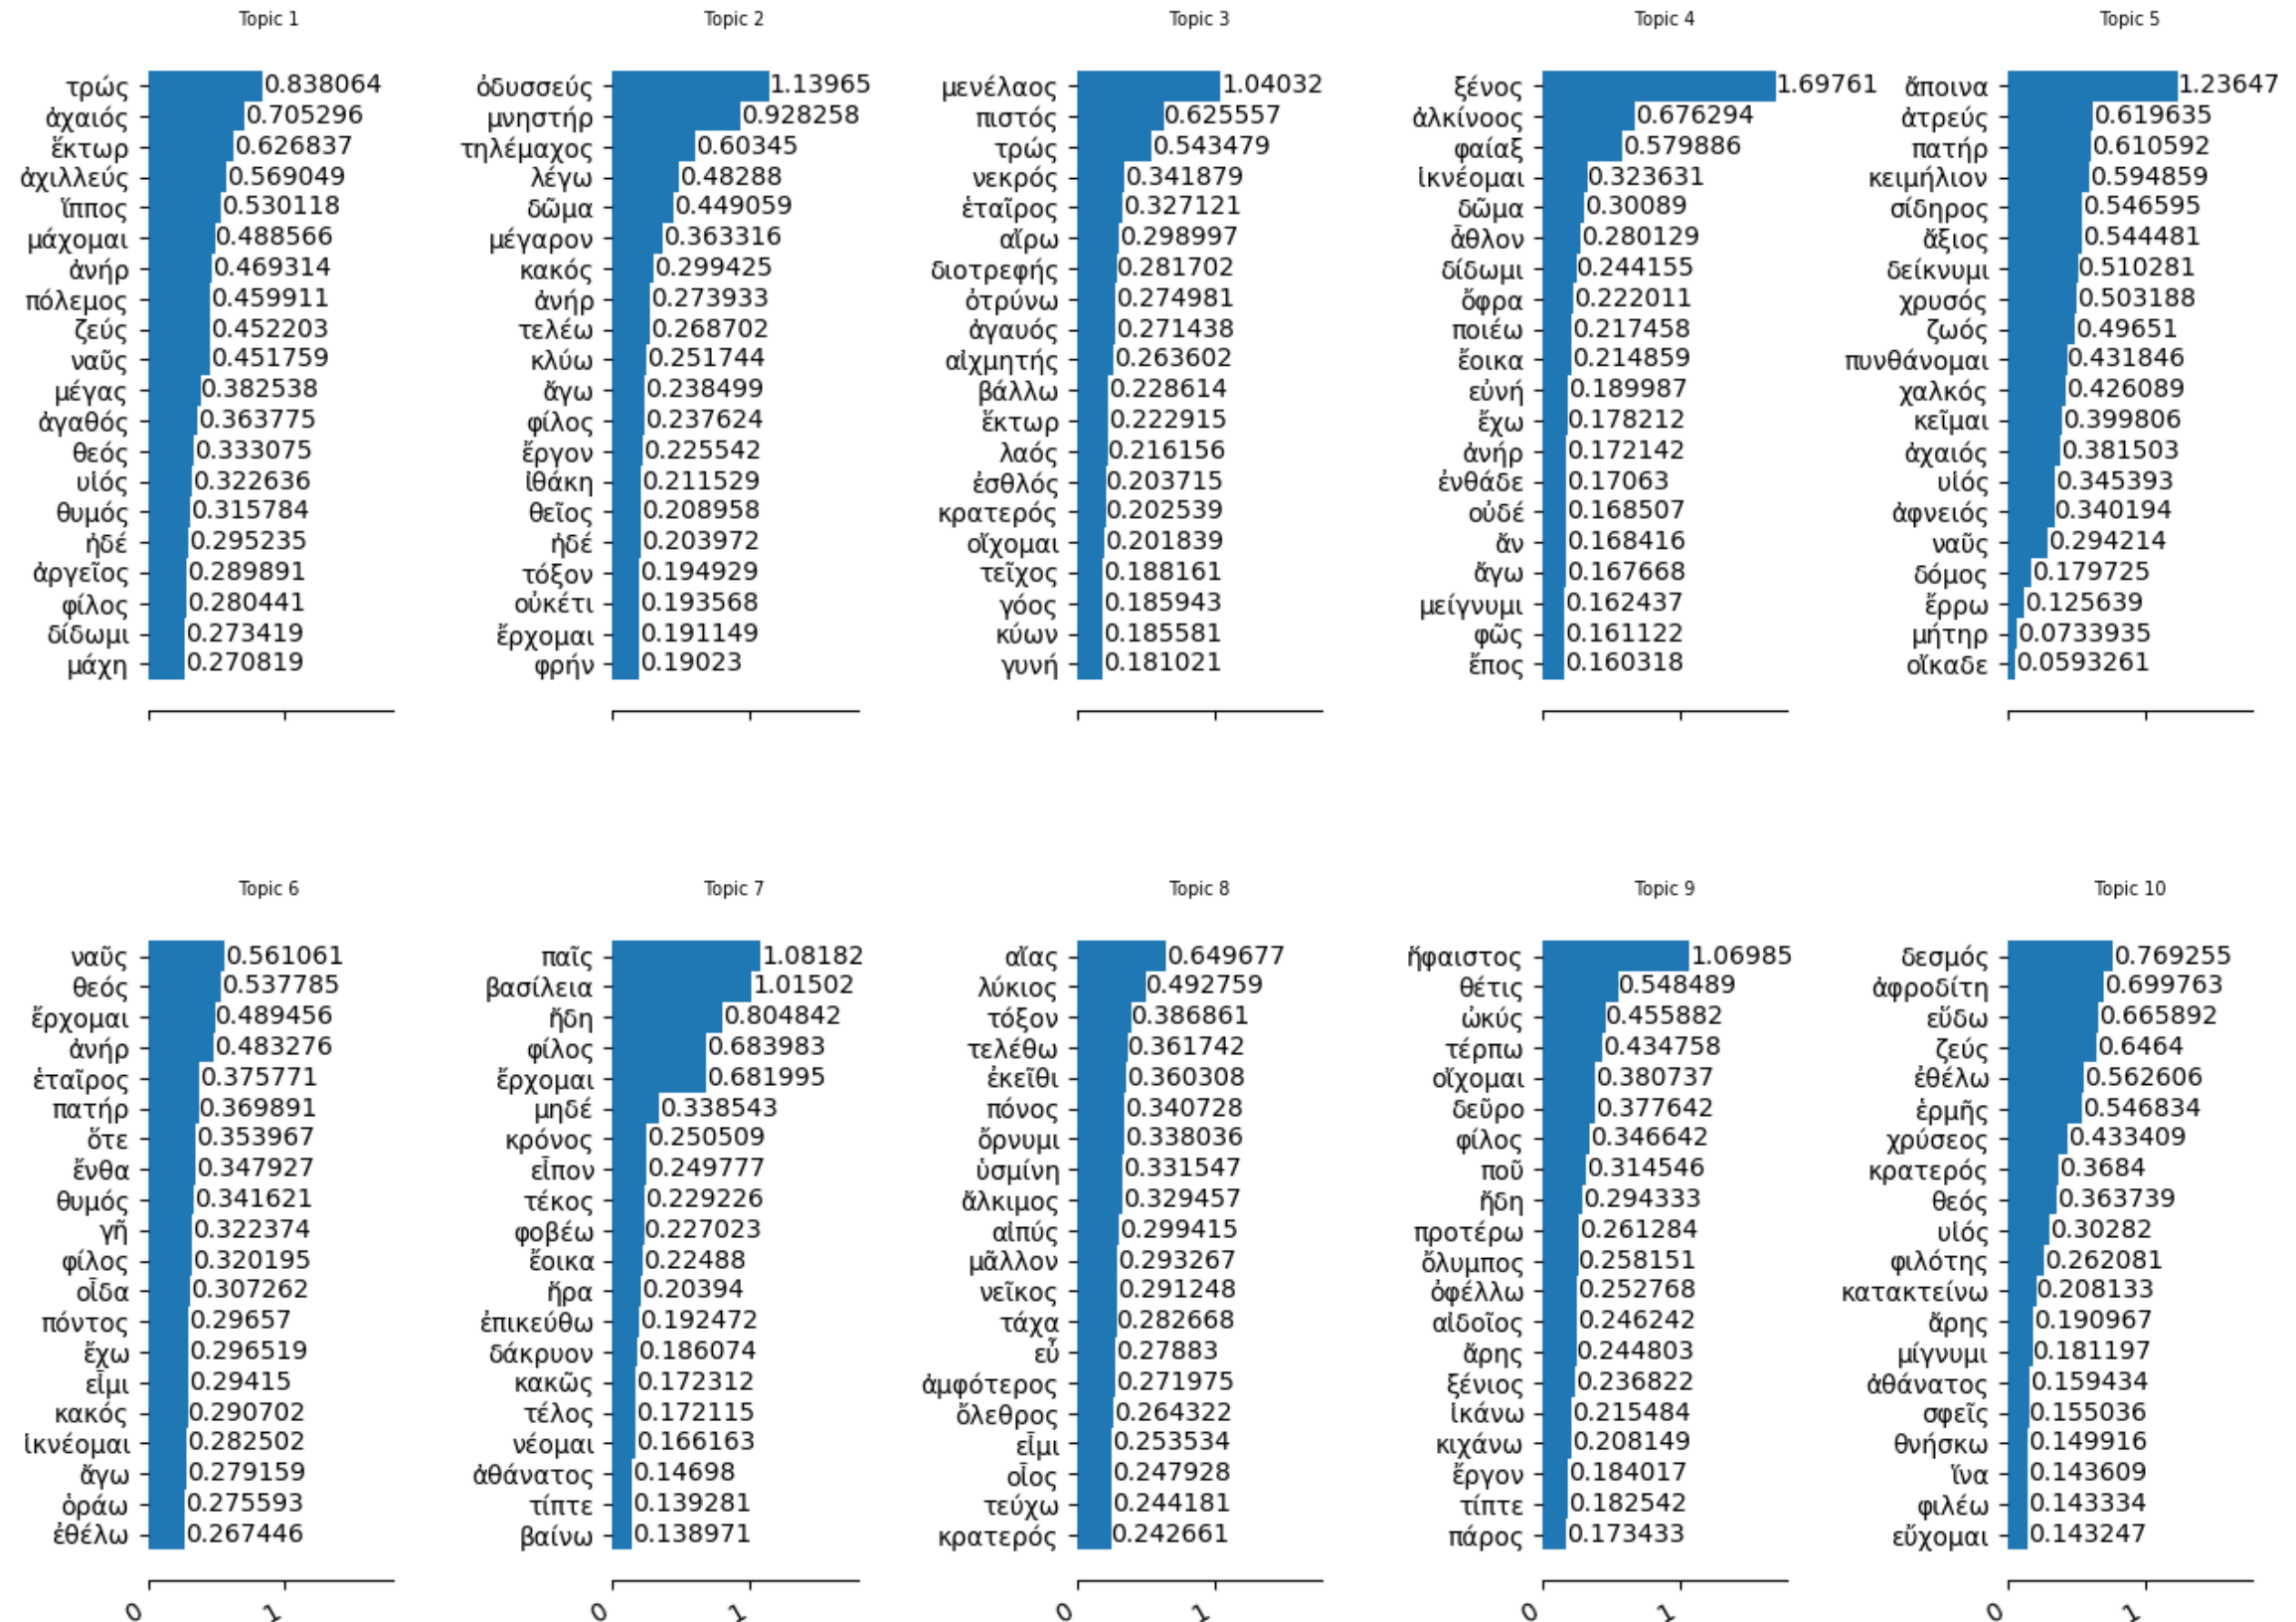 Topic 1
τρώς 0.838064
ἀχαιός 0.705296
ἕκτωρ 0.626837
ἀχιλλεύς 0.569049
ἵππος 0.530118
μάχομαι 0.488566
ἀνήρ 0.469314
πόλεμος 0.459911
ζεύς 0.452203
ναῦς 0.451759
μέγας 0.382538
ἀγαθός 0.363775
θεός 0.333075
υἱός 0.322636
θυμός 0.315784
ἠδέ 0.295235
ἀργεῖος 0.289891
φίλος 0.280441
δίδωμι 0.273419
μάχη 0.270819
Topic 2
ὀδυσσεύς 1.13965
μνηστήρ 0.928258
τηλέμαχος 0.60345
λέγω 0.48288
δῶμα 0.449059
μέγαρον 0.363316
κακός 0.299425
ἀνήρ 0.273933
τελέω 0.268702
κλύω 0.251744
ἄγω 0.238499
φίλος 0.237624
ἔργον 0.225542
ἰθάκη 0.211529
θεῖος 0.208958
ἠδέ 0.203972
τόξον 0.194929
οὐκέτι 0.193568
ἔρχομαι 0.191149
φρήν 0.19023
Topic 3
μενέλαος 1.04032
πιστός 0.625557
τρώς 0.543479
νεκρός 0.341879
ἑταῖρος 0.327121
αἴρω 0.298997
διοτρεφής 0.281702
ὀτρύνω 0.274981
ἀγαυός 0.271438
αἰχμητής 0.263602
βάλλω 0.228614
ἕκτωρ 0.222915
λαός 0.216156
ἐσθλός 0.203715
κρατερός 0.202539
οἴχομαι 0.201839
τεῖχος 0.188161
γόος 0.185943
κύων 0.185581
γυνή 0.181021
Topic 4
ξένος 1.69761
ἀλκίνοος 0.676294
φαίαξ 0.579886
ἱκνέομαι 0.323631
δῶμα 0.30089
ἆθλον 0.280129
δίδωμι 0.244155
ὄφρα 0.222011
ποιέω 0.217458
ἔοικα 0.214859
εὐνή 0.189987
ἔχω 0.178212
ἀνήρ 0.172142
ἐνθάδε 0.17063
οὐδέ 0.168507
ἄν 0.168416
ἄγω 0.167668
μείγνυμι 0.162437
φῶς 0.161122
ἔπος 0.160318
Topic 5
ἄποινα 1.23647
ἀτρεύς 0.619635
πατήρ 0.610592
κειμήλιον 0.594859
σίδηρος 0.546595
ἄξιος 0.544481
δείκνυμι 0.510281
χρυσός 0.503188
ζωός 0.49651
πυνθάνομαι 0.431846
χαλκός 0.426089
κεῖμαι 0.399806
ἀχαιός 0.381503
υἱός 0.345393
ἀφνειός 0.340194
ναῦς 0.294214
δόμος 0.179725
ἔρρω 0.125639
μήτηρ 0.0733935
οἴκαδε 0.0593261
Topic 6
ναῦς 0.561061
θεός 0.537785
ἔρχομαι 0.489456
ἀνήρ 0.483276
ἑταῖρος 0.375771
πατήρ 0.369891
ὅτε 0.353967
ἔνθα 0.347927
θυμός 0.341621
γῆ 0.322374
φίλος 0.320195
οἶδα 0.307262
πόντος 0.29657
ἔχω 0.296519
εἶμι 0.29415
κακός 0.290702
ἱκνέομαι 0.282502
ἄγω 0.279159
ὁράω 0.275593
ἐθέλω 0.267446
0 1
Topic 7
παῖς 1.08182
βασίλεια 1.01502
ἤδη 0.804842
φίλος 0.683983
ἔρχομαι 0.681995
μηδέ 0.338543
κρόνος 0.250509
εἶπον 0.249777
τέκος 0.229226
φοβέω 0.227023
ἔοικα 0.22488
ἥρα 0.20394
ἐπικεύθω 0.192472
δάκρυον 0.186074
κακῶς 0.172312
τέλος 0.172115
νέομαι 0.166163
ἀθάνατος 0.14698
τίπτε 0.139281
βαίνω 0.138971
0 1
Topic 8
αἴας 0.649677
λύκιος 0.492759
τόξον 0.386861
τελέθω 0.361742
ἐκεῖθι 0.360308
πόνος 0.340728
ὄρνυμι 0.338036
ὑσμίνη 0.331547
ἄλκιμος 0.329457
αἰπύς 0.299415
μᾶλλον 0.293267
νεῖκος 0.291248
τάχα 0.282668
εὖ 0.27883
ἀμφότερος 0.271975
ὄλεθρος 0.264322
εἶμι 0.253534
οἶος 0.247928
τεύχω 0.244181
κρατερός 0.242661
0 1
Topic 9
ἥφαιστος 1.06985
θέτις 0.548489
ὠκύς 0.455882
τέρπω 0.434758
οἴχομαι 0.380737
δεῦρο 0.377642
φίλος 0.346642
ποῦ 0.314546
ἤδη 0.294333
προτέρω 0.261284
ὄλυμπος 0.258151
ὀφέλλω 0.252768
αἰδοῖος 0.246242
ἄρης 0.244803
ξένιος 0.236822
ἱκάνω 0.215484
κιχάνω 0.208149
ἔργον 0.184017
τίπτε 0.182542
πάρος 0.173433
0 1
Topic 10
δεσμός 0.769255
ἀφροδίτη 0.699763
εὕδω 0.665892
ζεύς 0.6464
ἐθέλω 0.562606
ἑρμῆς 0.546834
χρύσεος 0.433409
κρατερός 0.3684
θεός 0.363739
υἱός 0.30282
φιλότης 0.262081
κατακτείνω 0.208133
ἄρης 0.190967
μίγνυμι 0.181197
ἀθάνατος 0.159434
σφεῖς 0.155036
θνήσκω 0.149916
ἵνα 0.143609
φιλέω 0.143334
εὔχομαι 0.143247
0 1